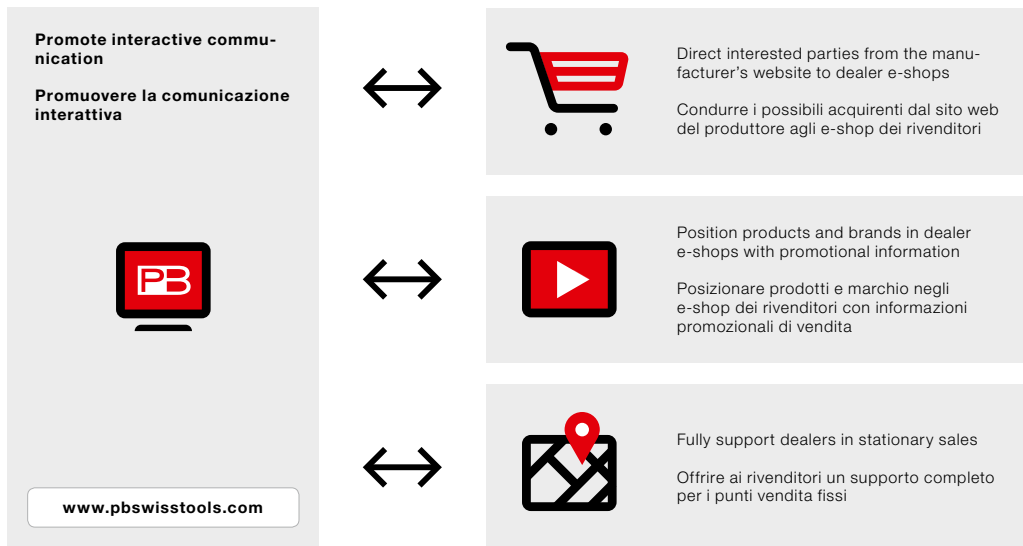 Promote interactive commu-
nication
Promuovere la comunicazione
interattiva
PB
www.pbswisstools.com
Direct interested parties from the manu-
facturer's website to dealer e-shops
Condurre i possibili acquirenti dal sito web
del produttore agli e-shop dei rivenditori
Position products and brands in dealer
e-shops with promotional information
Posizionare prodotti e marchio negli
e-shop dei rivenditori con informazioni
promozionali di vendita
Fully support dealers in stationary sales
Offrire ai rivenditori un supporto completo
per i punti vendita fissi